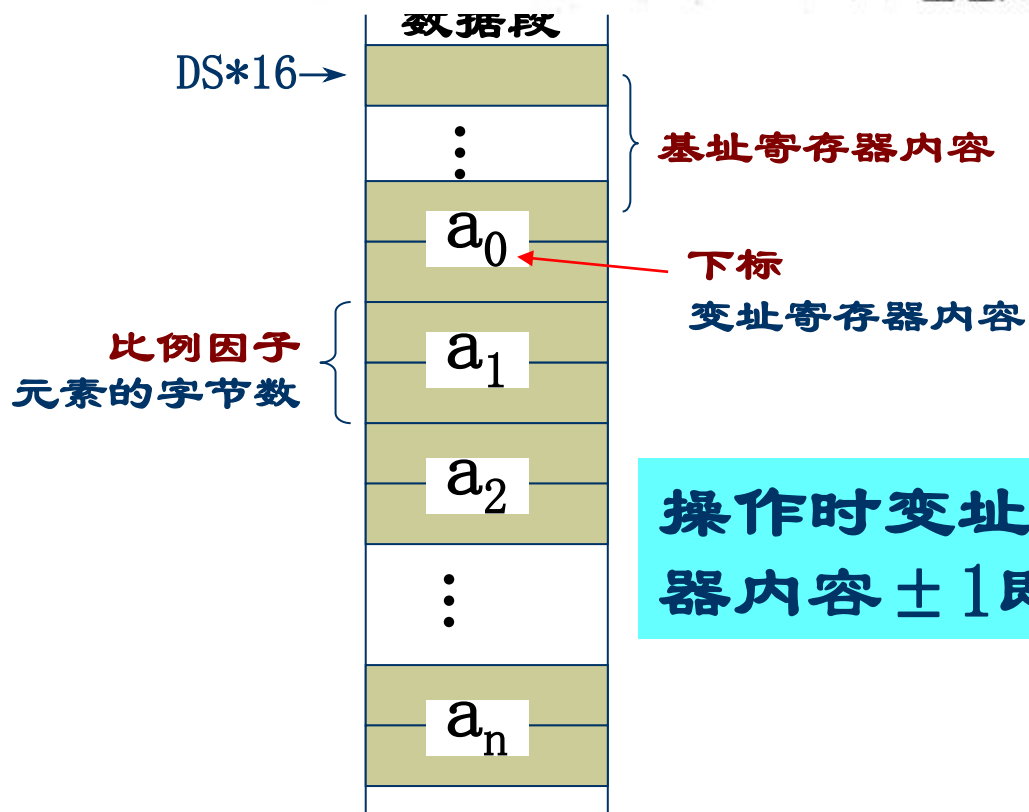 数据段
DS*16
基址寄存器内容
a₀
下标
变址寄存器内容
比例因子
元素的字节数
a₁
a₂
操作时变址
器内容±1
aₙ